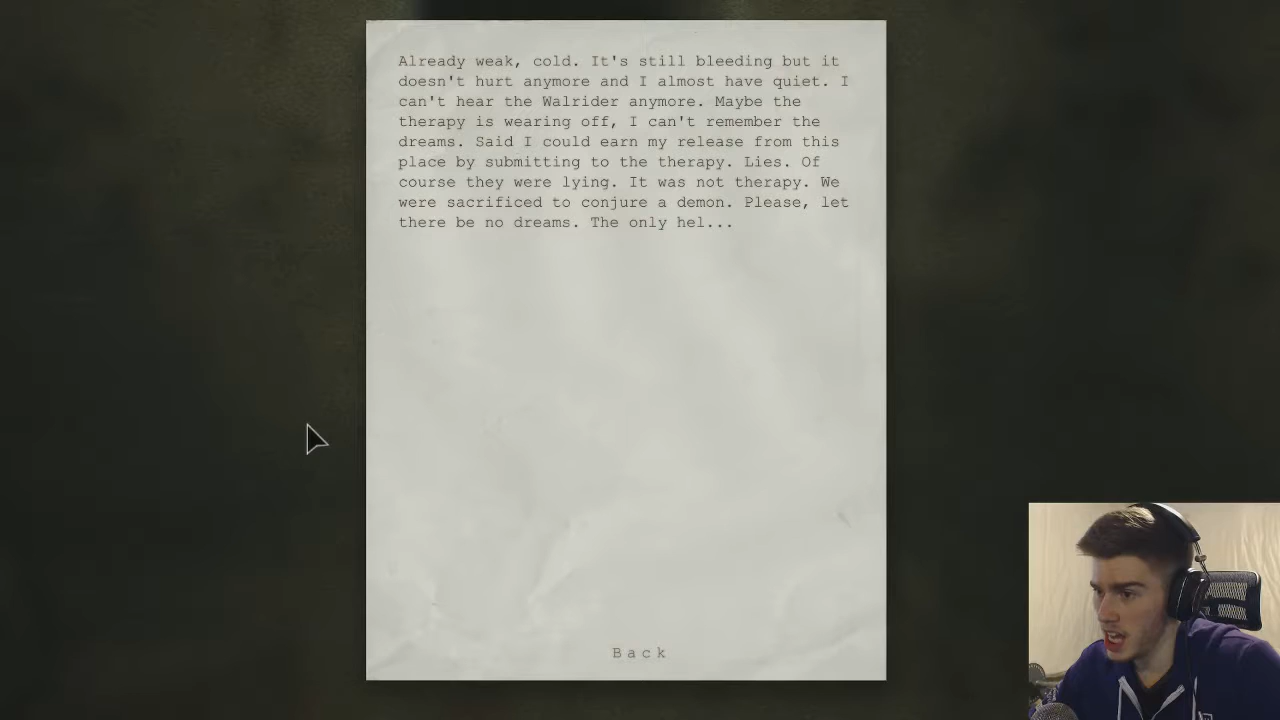 Already weak, cold. It's still bleeding but it
doesn't hurt anymore and I almost have quiet. I
can't hear the Walrider anymore. Maybe the
therapy is wearing off, I can't remember the
dreams. Said I could earn my release from this
place by submitting to the therapy. Lies. Of
course they were lying. It was not therapy. We
were sacrificed to conjure a demon. Please, let
there be no dreams. The only hel...
Back